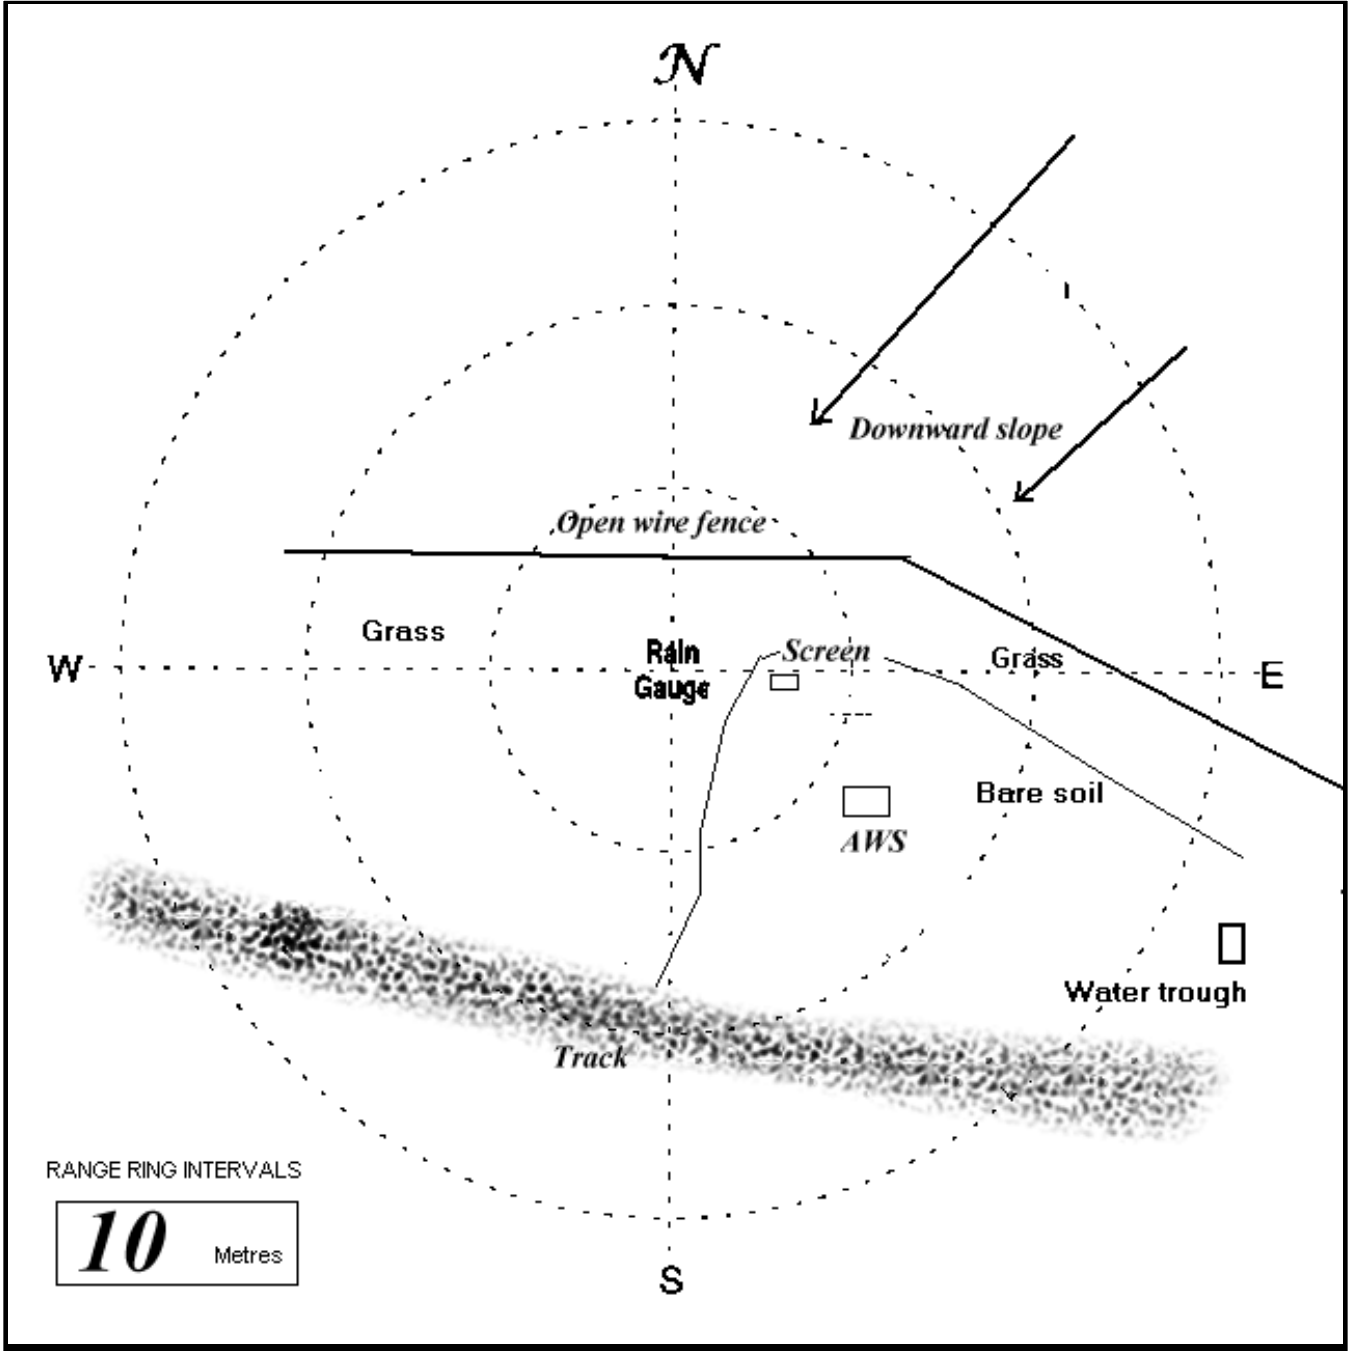 N
Downward slope
Open wire fence
Grass
Rain
Gauge
Screen
Grass
W
E
Bare soil
AWS
Water trough
Track
RANGE RING INTERVALS
10 Metres
S